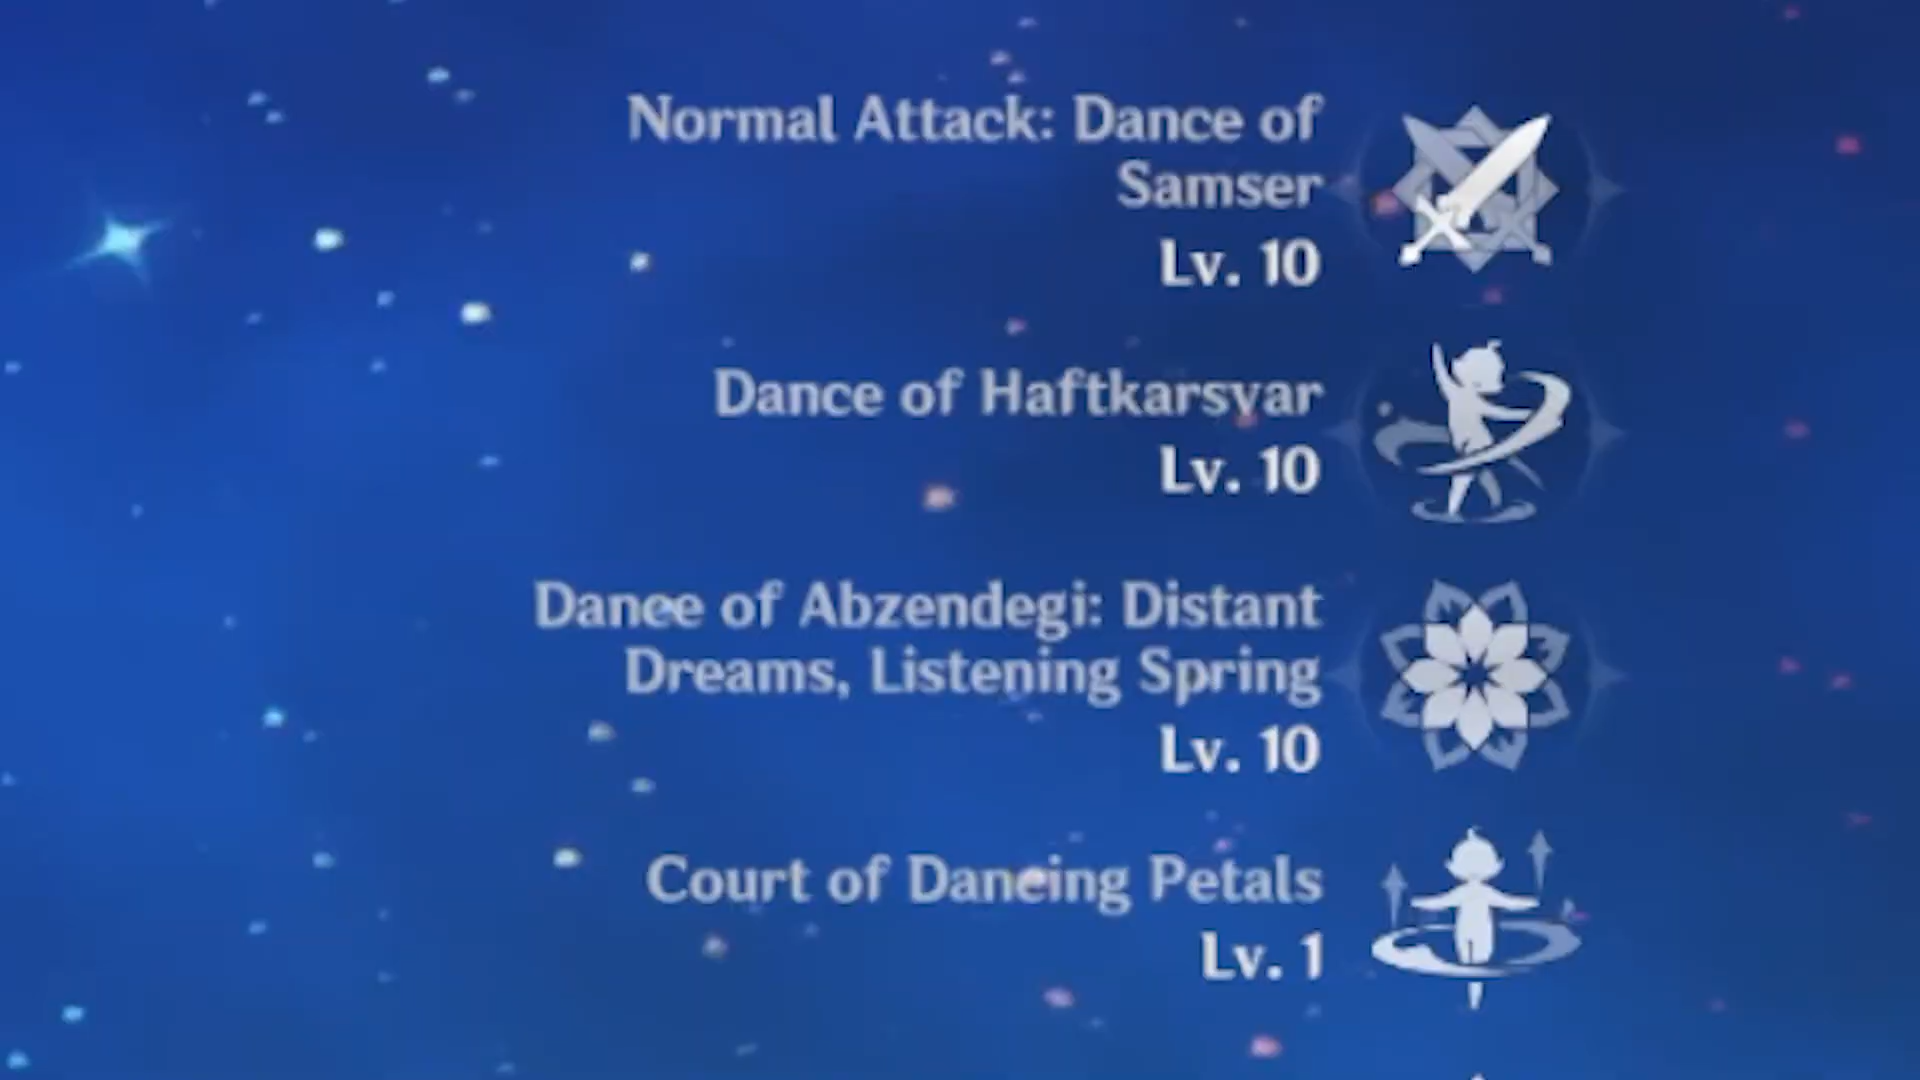 Normal Attack: Dance of
Samser
Lv. 10
Dance of Haftkarsvar
Lv. 10
Dance of Abzendegi: Distant
Dreams, Listening Spring
Lv. 10
Court of Dancing Petals
Lv. 1